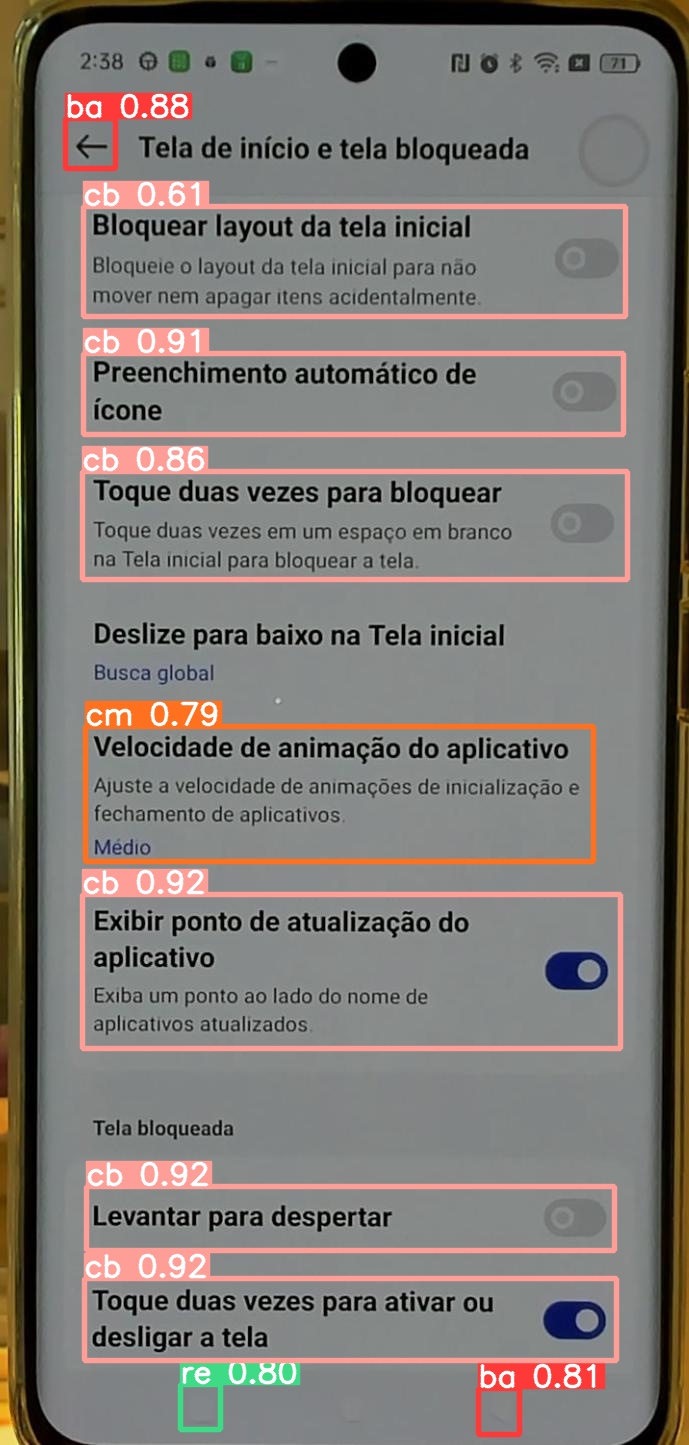 2:38
71
ba 0.88
Tela de início e tela bloqueada
cb 0.61
Bloquear layout da tela inicial
Bloqueie o layout da tela inicial para não
mover nem apagar itens acidentalmente.
cb 0.91
Preenchimento automático de
ícone
cb 0.86
Toque duas vezes para bloquear
Toque duas vezes em um espaço em branco
na Tela inicial para bloquear a tela.
Deslize para baixo na Tela inicial
Busca global
cm 0.79
Velocidade de animação do aplicativo
Ajuste a velocidade de animações de inicialização e
fechamento de aplicativos.
Médio
cb 0.92
Exibir ponto de atualização do
aplicativo
Exiba um ponto ao lado do nome de
aplicativos atualizados.
Tela bloqueada
cb 0.92
Levantar para despertar
cb 0.92
Toque duas vezes para ativar ou
desligar a tela
re 0.80
ba 0.81